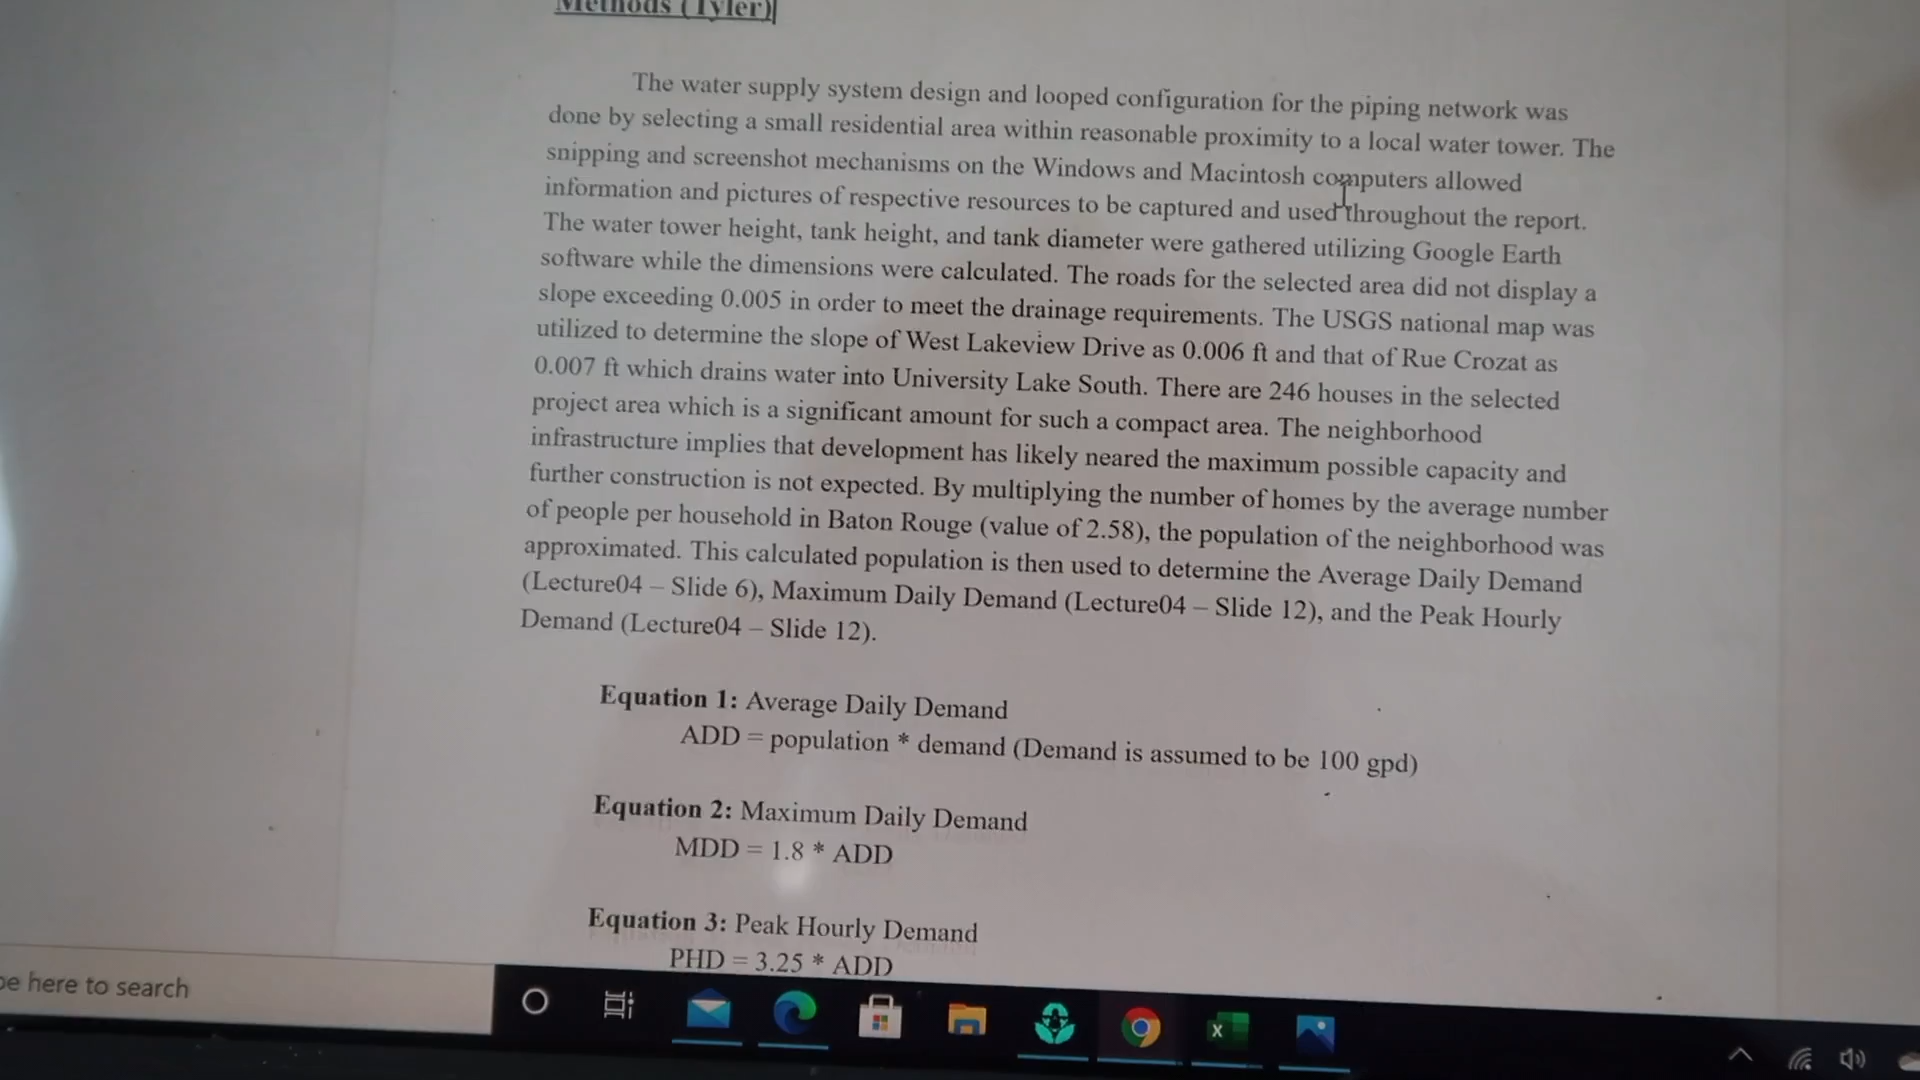 Methods (Tyler)
The water supply system design and looped configuration for the piping network was
done by selecting a small residential area within reasonable proximity to a local water tower. The
snipping and screenshot mechanisms on the Windows and Macintosh computers allowed
information and pictures of respective resources to be captured and used throughout the report.
The water tower height, tank height, and tank diameter were gathered utilizing Google Earth
software while the dimensions were calculated. The roads for the selected area did not display a
slope exceeding 0.005 in order to meet the drainage requirements. The USGS national map was
utilized to determine the slope of West Lakeview Drive as 0.006 ft and that of Rue Crozat as
0.007 ft which drains water into University Lake South. There are 246 houses in the selected
project area which is a significant amount for such a compact area. The neighborhood
infrastructure implies that development has likely neared the maximum possible capacity and
further construction is not expected. By multiplying the number of homes by the average number
of people per household in Baton Rouge (value of 2.58), the population of the neighborhood was
approximated. This calculated population is then used to determine the Average Daily Demand
(Lecture04 – Slide 6), Maximum Daily Demand (Lecture04 – Slide 12), and the Peak Hourly
Demand (Lecture04 – Slide 12).
Equation 1: Average Daily Demand
ADD = population * demand (Demand is assumed to be 100 gpd)
Equation 2: Maximum Daily Demand
MDD = 1.8 * ADD
Equation 3: Peak Hourly Demand
PHD = 3.25 * ADD
pe here to search